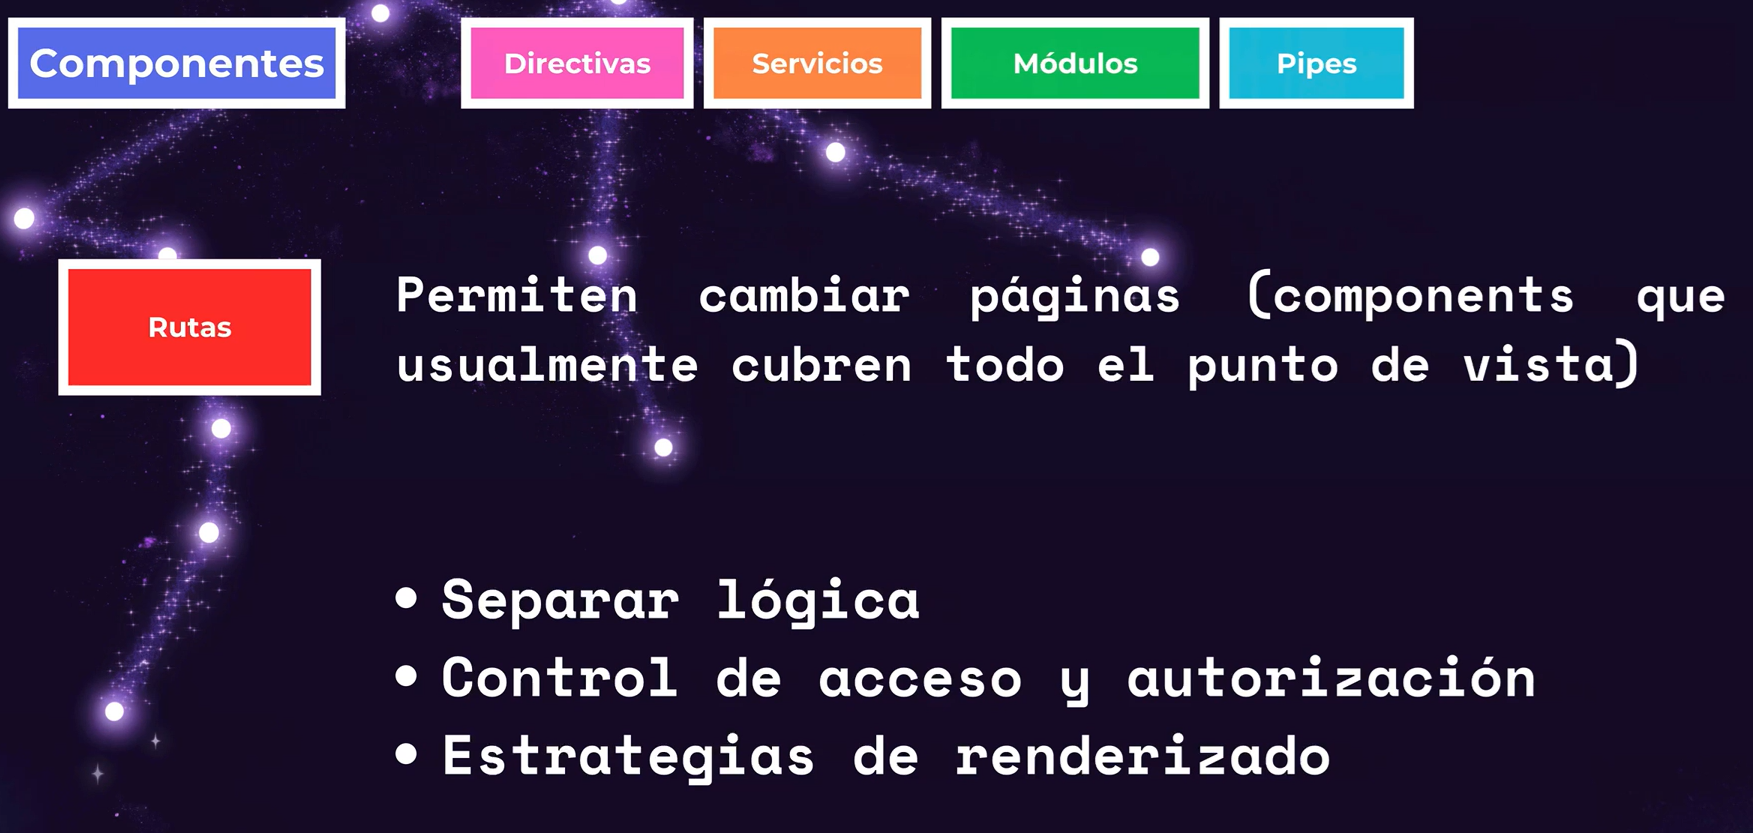 Componentes
Directivas
Servicios
Módulos
Pipes
Rutas
Permiten cambiar páginas (components que
usualmente cubren todo el punto de vista)
• Separar lógica
• Control de acceso y autorización
• Estrategias de renderizado